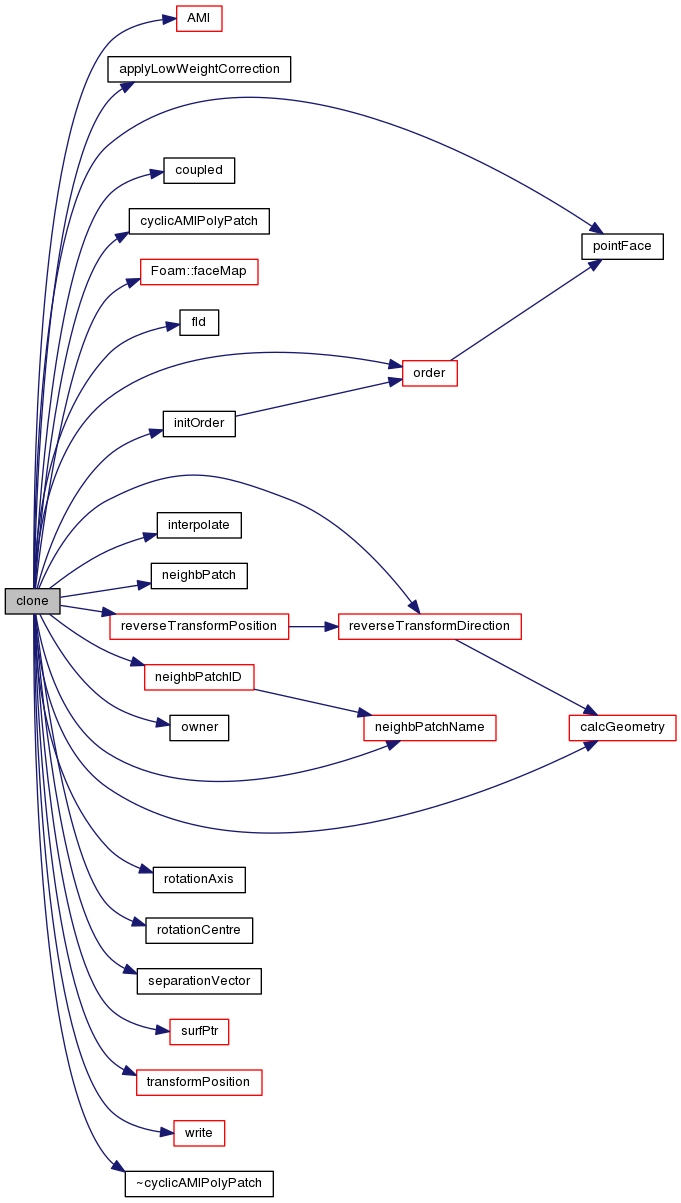 AMI
applyLowWeightCorrection
coupled
cyclicAMIPolyPatch
pointFace
Foam::faceMap
fld
order
initOrder
interpolate
neighbPatch
clone
reverseTransformPosition
reverseTransformDirection
neighbPatchID
owner
neighbPatchName
calcGeometry
rotationAxis
rotationCentre
separationVector
surfPtr
transformPosition
write
~cyclicAMIPolyPatch